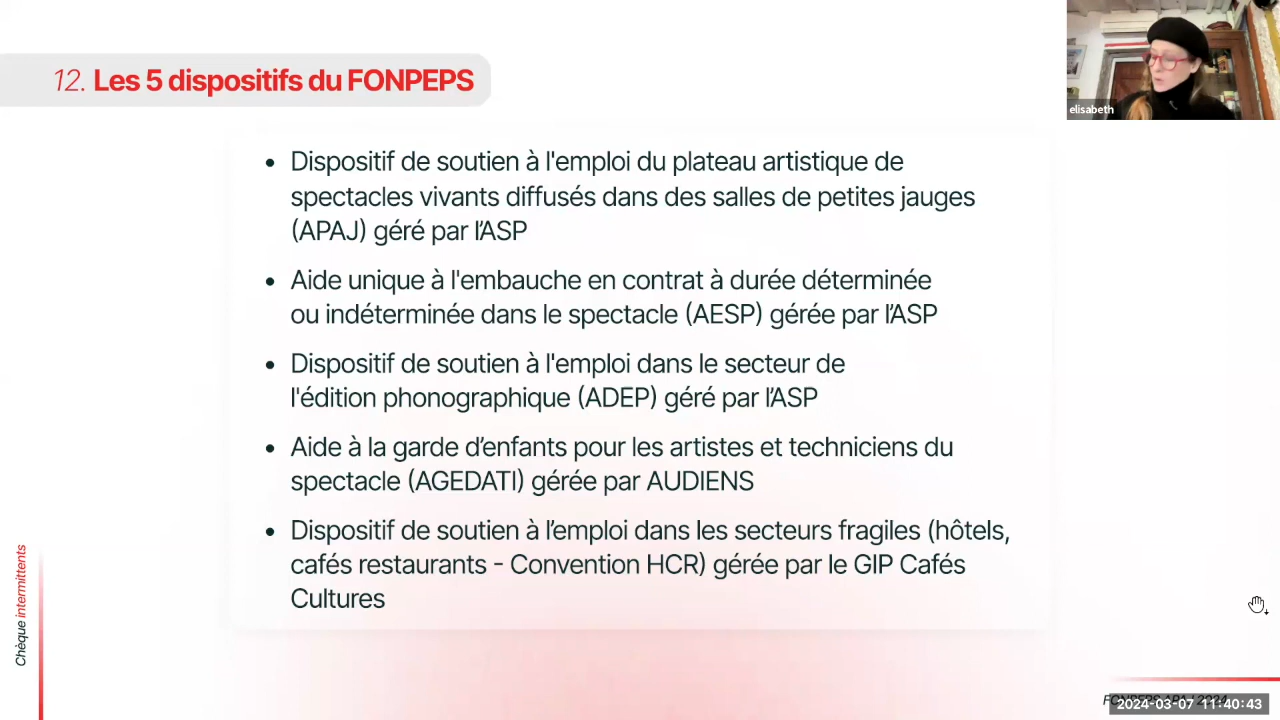 12. Les 5 dispositifs du FONPEPS
elisabeth
• Dispositif de soutien à l'emploi du plateau artistique de
spectacles vivants diffusés dans des salles de petites jauges
(APAJ) géré par l’ASP
• Aide unique à l'embauche en contrat à durée déterminée
ou indéterminée dans le spectacle (AESP) gérée par l’ASP
• Dispositif de soutien à l'emploi dans le secteur de
l'édition phonographique (ADEP) géré par l’ASP
• Aide à la garde d’enfants pour les artistes et techniciens du
spectacle (AGEDATI) gérée par AUDIENS
• Dispositif de soutien à l’emploi dans les secteurs fragiles (hôtels,
cafés restaurants - Convention HCR) gérée par le GIP Cafés
Cultures
Chèque intermittents
2024-03-07 11:40:43